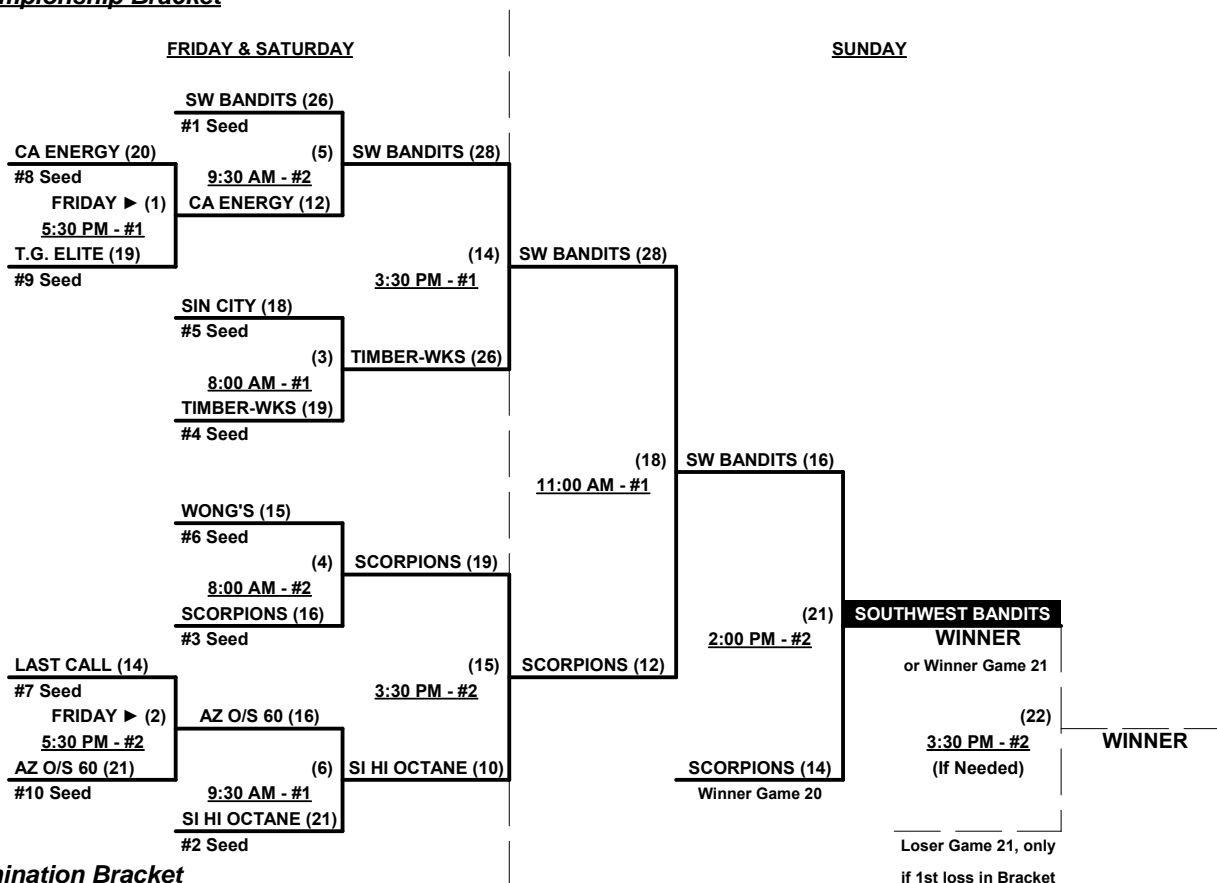 mpionship Bracket
FRIDAY & SATURDAY
SUNDAY
SW BANDITS (26)
#1 Seed
CA ENERGY (20)
(5)
SW BANDITS (28)
#8 Seed
9:30 AM - #2
FRIDAY ► (1)
CA ENERGY (12)
5:30 PM - #1
T.G. ELITE (19)
(14)
SW BANDITS (28)
#9 Seed
3:30 PM - #1
SIN CITY (18)
#5 Seed
(3)
TIMBER-WKS (26)
8:00 AM - #1
TIMBER-WKS (19)
#4 Seed
(18)
SW BANDITS (16)
11:00 AM - #1
WONG'S (15)
#6 Seed
(4)
SCORPIONS (19)
8:00 AM - #2
SCORPIONS (16)
(21)
SOUTHWEST BANDITS
#3 Seed
2:00 PM - #2
WINNER
LAST CALL (14)
(15)
SCORPIONS (12)
or Winner Game 21
#7 Seed
3:30 PM - #2
FRIDAY ► (2)
AZ O/S 60 (16)
(22)
5:30 PM - #2
3:30 PM - #2
WINNER
AZ O/S 60 (21)
(6)
SI HI OCTANE (10)
SCORPIONS (14)
(If Needed)
#10 Seed
9:30 AM - #1
Winner Game 20
SI HI OCTANE (21)
#2 Seed
Loser Game 21, only
if 1st loss in Bracket
nination Bracket